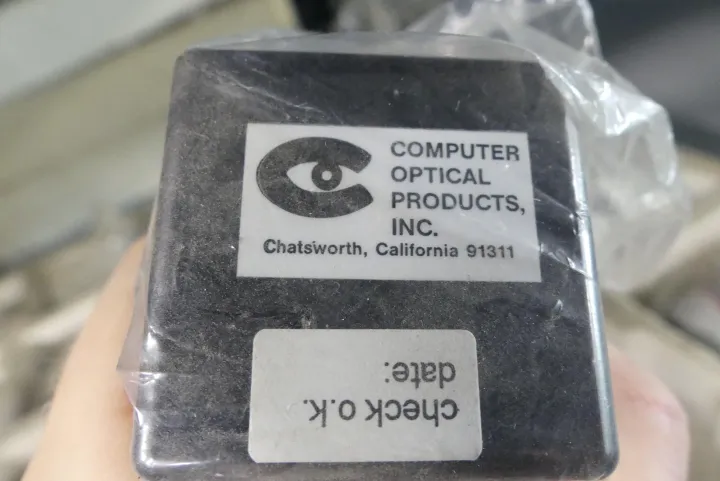 COMPUTER
OPTICAL
PRODUCTS,
INC.
Chatsworth, California 91311
check o.k.
date: